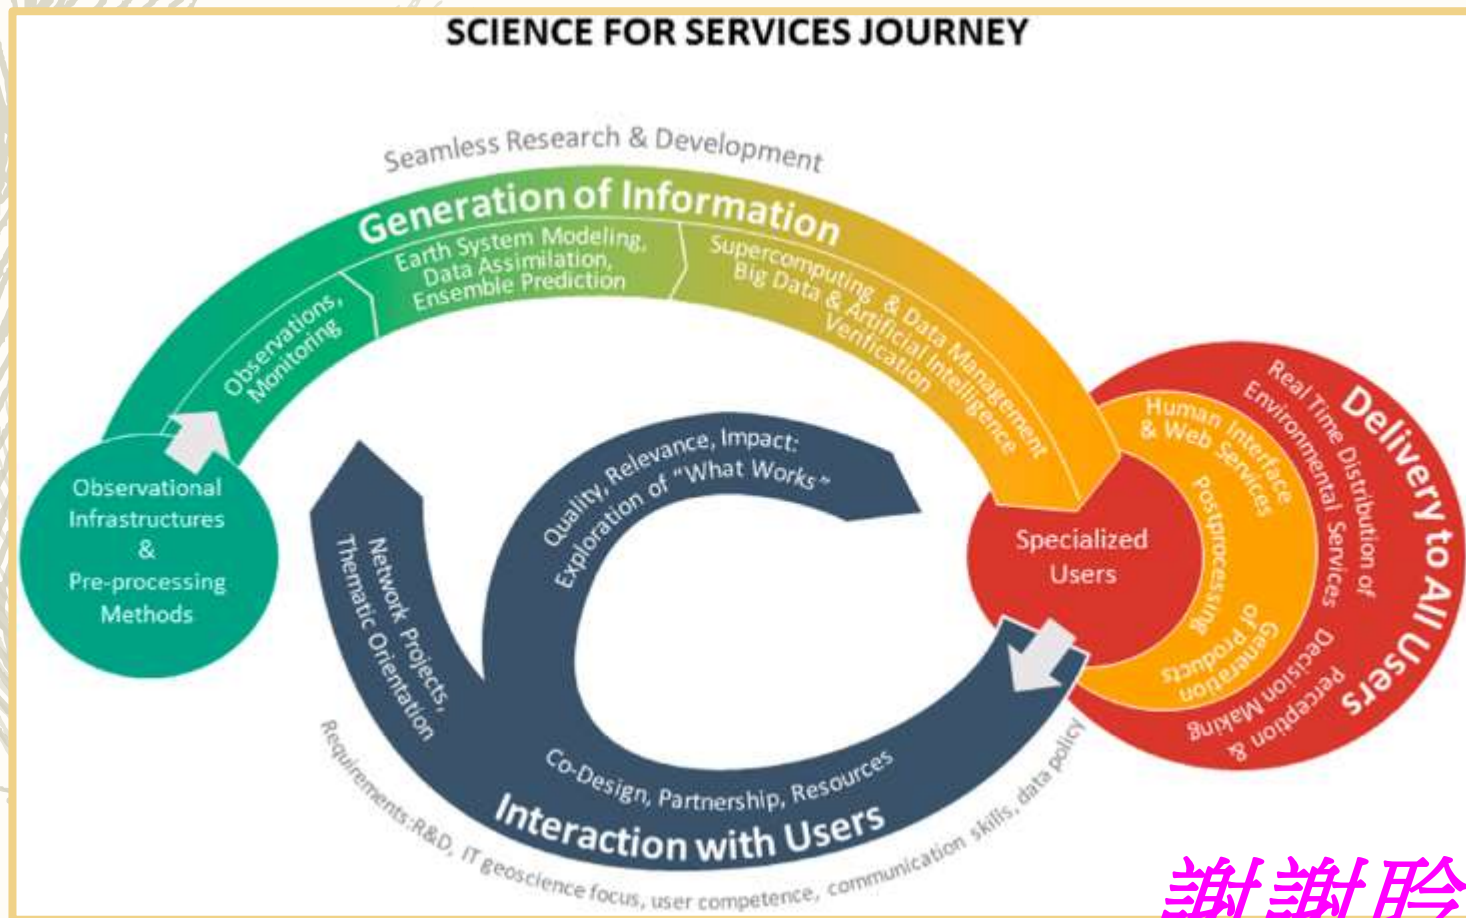 SCIENCE FOR SERVICES JOURNEY
Seamless Research & Development
Generation of Information
Observations,
Monitoring
Earth System Modeling,
Data Assimilation,
Ensemble Prediction
Supercomputing & Data Management
Big Data & Artificial Intelligence
Verification
Observational
Infrastructures
&
Pre-processing
Methods
Quality, Relevance, Impact:
Exploration of “What Works”
Network Projects,
Thematic Orientation
Co-Design, Partnership, Resources
Interaction with Users
Requirements:R&D, IT geoscience focus, user competence, communication skills, data policy
Specialized
Users
Human Interface
& Web Services
Postprocessing
Generation
of Products
Real Time Distribution of
Environmental Services
Perception &
Decision Making
Delivery to All Users
謝謝聆